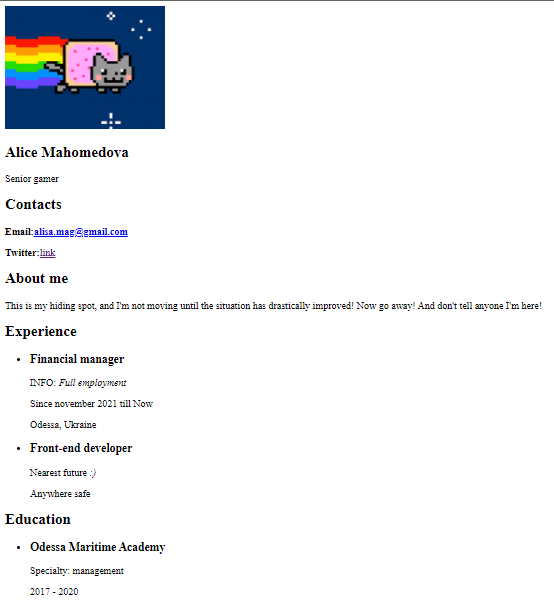 Alice Mahomedova
Senior gamer
Contacts
Email:alisa.mag@gmail.com
Twitter:link
About me
This is my hiding spot, and I'm not moving until the situation has drastically improved! Now go away! And don't tell anyone I'm here!
Experience
Financial manager
INFO: Full employment
Since november 2021 till Now
Odessa, Ukraine
Front-end developer
Nearest future :)
Anywhere safe
Education
Odessa Maritime Academy
Specialty: management
2017 - 2020